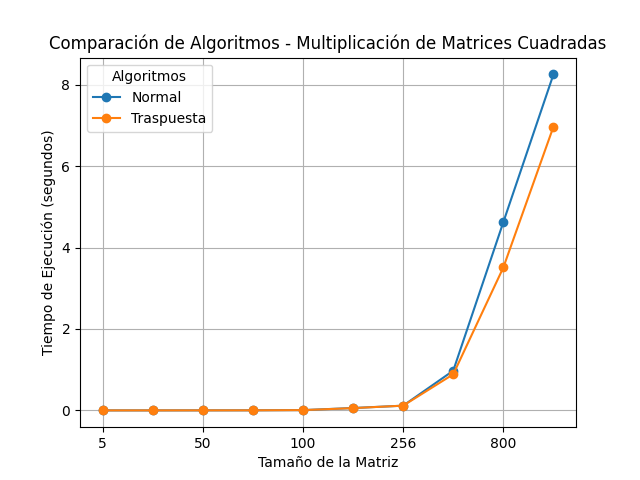 Comparación de Algoritmos - Multiplicación de Matrices Cuadradas
Algoritmos
Normal
Traspuesta
8
6
4
2
0
Tiempo de Ejecución (segundos)
5 50 100 256 800
Tamaño de la Matriz